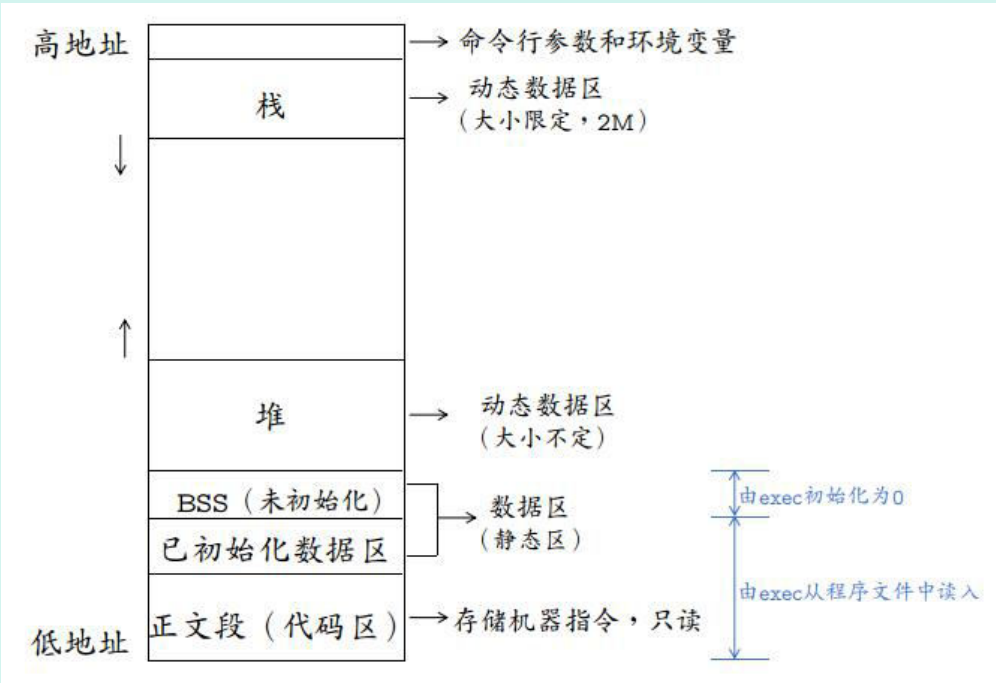 高地址
命令行参数和环境变量
栈
动态数据区
(大小限定，2M)
堆
动态数据区
(大小不定)
BSS (未初始化)
数据区
(静态区)
由exec初始化为0
已初始化数据区
由exec从程序文件中读入
正文段 (代码区)
存储机器指令，只读
低地址